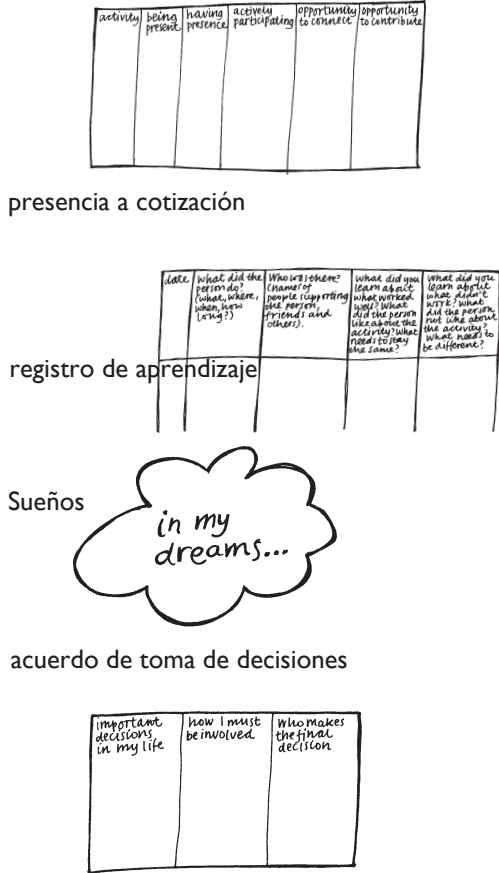 activity
being
present
having
presence
actively
participating
opportunity
to connect
opportunity
to contribute
presencia a cotización
date
what did the
person do?
(what, where,
when, how
long?)
Who was there?
(names of
people supporting
the person,
friends and
others).
what did you
learn about
what worked
well? What
did the person
like about the
activity? What
needs to stay
the same?
what did you
learn about
what didn't
work? what
did the person
not like about
the activity?
What needs to
be different?
registro de aprendizaje
Sueños
in my
dreams...
acuerdo de toma de decisiones
important
decisions
in my life
how I must
be involved
who makes
the final
decision